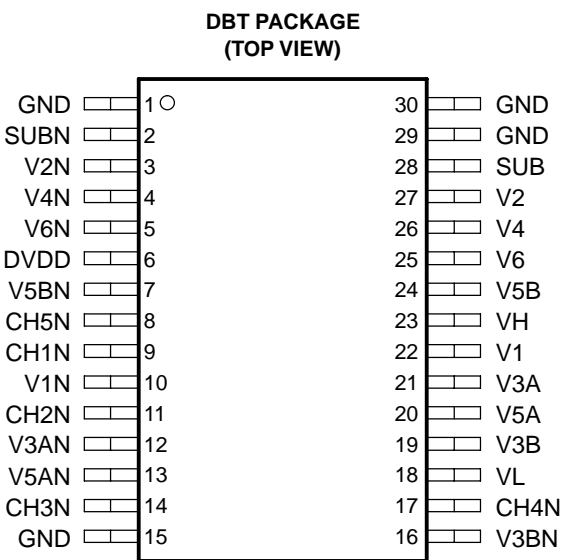 DBT PACKAGE
(TOP VIEW)
GND 1 30 GND
SUBN 2 29 GND
V2N 3 28 SUB
V4N 4 27 V2
V6N 5 26 V4
DVDD 6 25 V6
V5BN 7 24 V5B
CH5N 8 23 VH
CH1N 9 22 V1
V1N 10 21 V3A
CH2N 11 20 V5A
V3AN 12 19 V3B
V5AN 13 18 VL
CH3N 14 17 CH4N
GND 15 16 V3BN